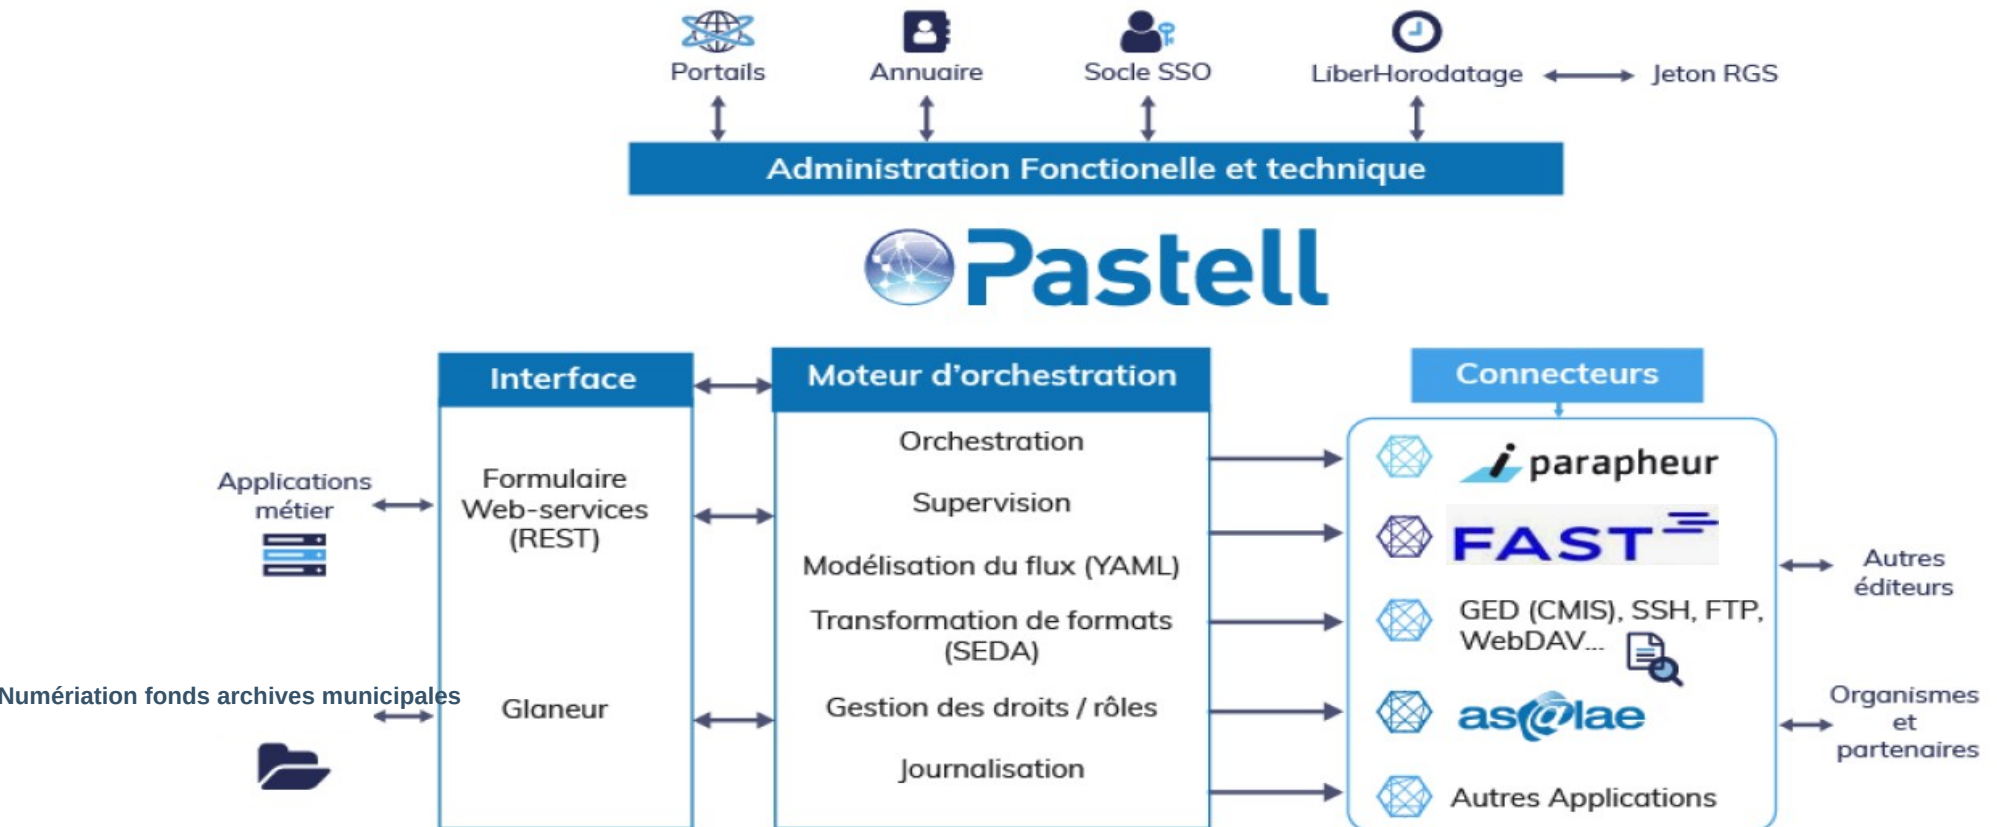 Portails
Annuaire
Socle SSO
LiberHorodatage
Jeton RGS
Administration Fonctionelle et technique
Pastell
Interface
Moteur d'orchestration
Connecteurs
Applications
métier
Formulaire
Web-services
(REST)
Numériation fonds archives municipales
Glaneur
Orchestration
Supervision
Modélisation du flux (YAML)
Transformation de formats
(SEDA)
Gestion des droits / rôles
Journalisation
i parapheur
FAST
GED (CMIS), SSH, FTP,
WebDAV...
as@lae
Autres Applications
Autres
éditeurs
Organismes
et
partenaires